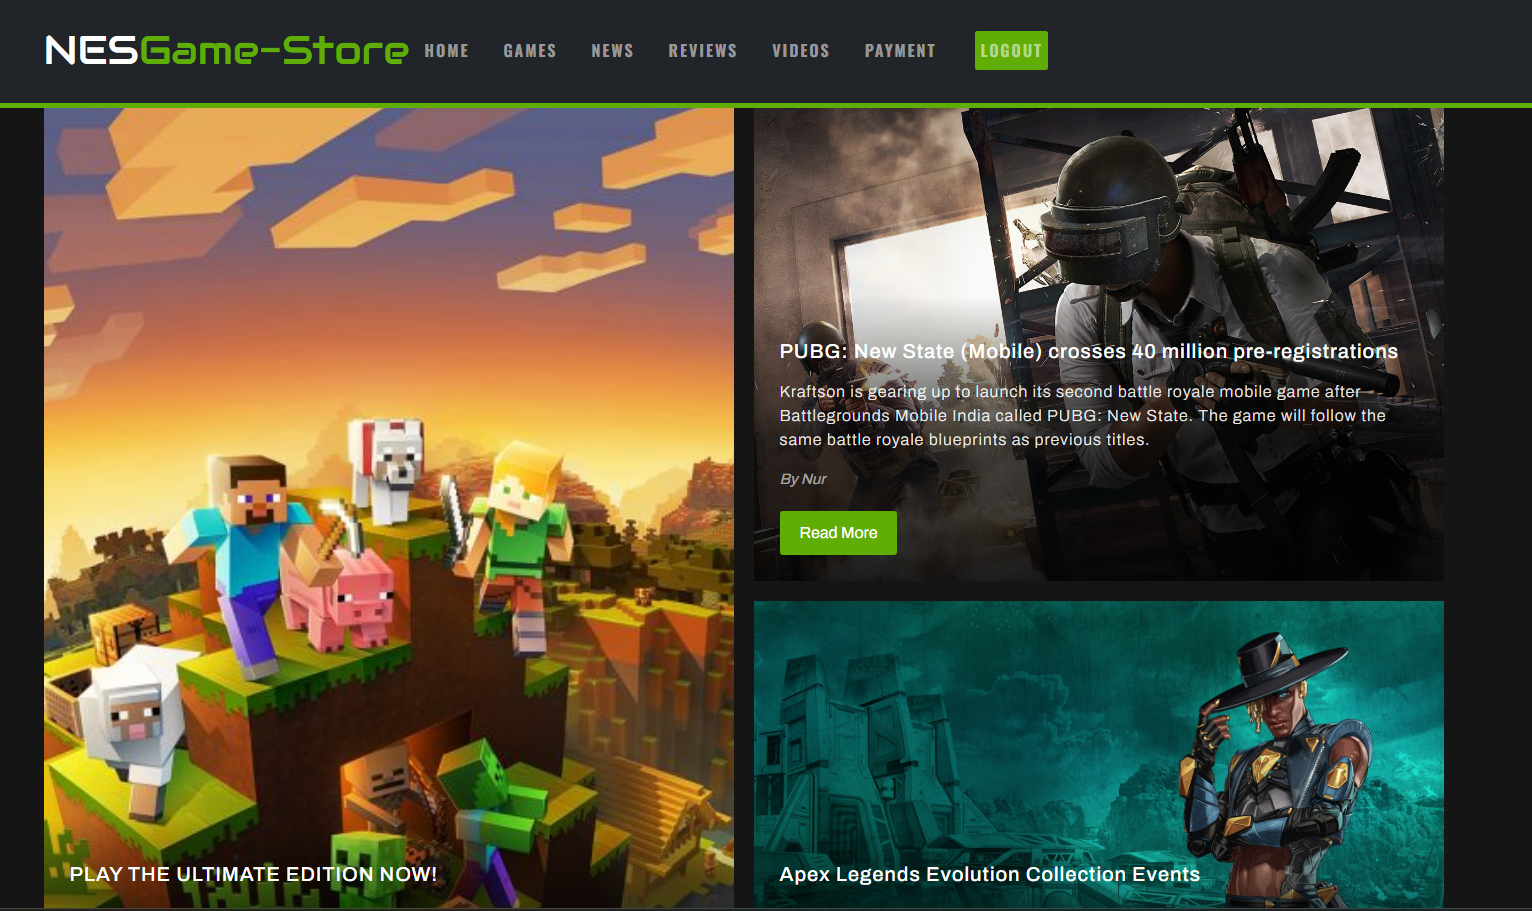 NESGame-Store HOME GAMES NEWS REVIEWS VIDEOS PAYMENT LOGOUT
PLAY THE ULTIMATE EDITION NOW!
PUBG: New State (Mobile) crosses 40 million pre-registrations
Kraftson is gearing up to launch its second battle royale mobile game after
Battlegrounds Mobile India called PUBG: New State. The game will follow the
same battle royale blueprints as previous titles.
By Nur
Read More
Apex Legends Evolution Collection Events